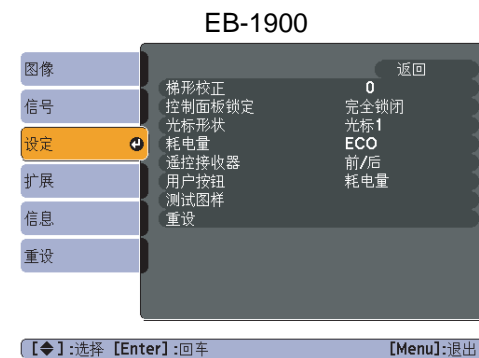 EB-1900
图像
信号
设定
扩展
信息
重设
返回
梯形校正 0
控制面板锁定 完全锁闭
光标形状 光标1
耗电量 ECO
遥控接收器 前/后
用户按钮 耗电量
测试图样
重设
[◆]:选择 [Enter]:回车 [Menu]:退出